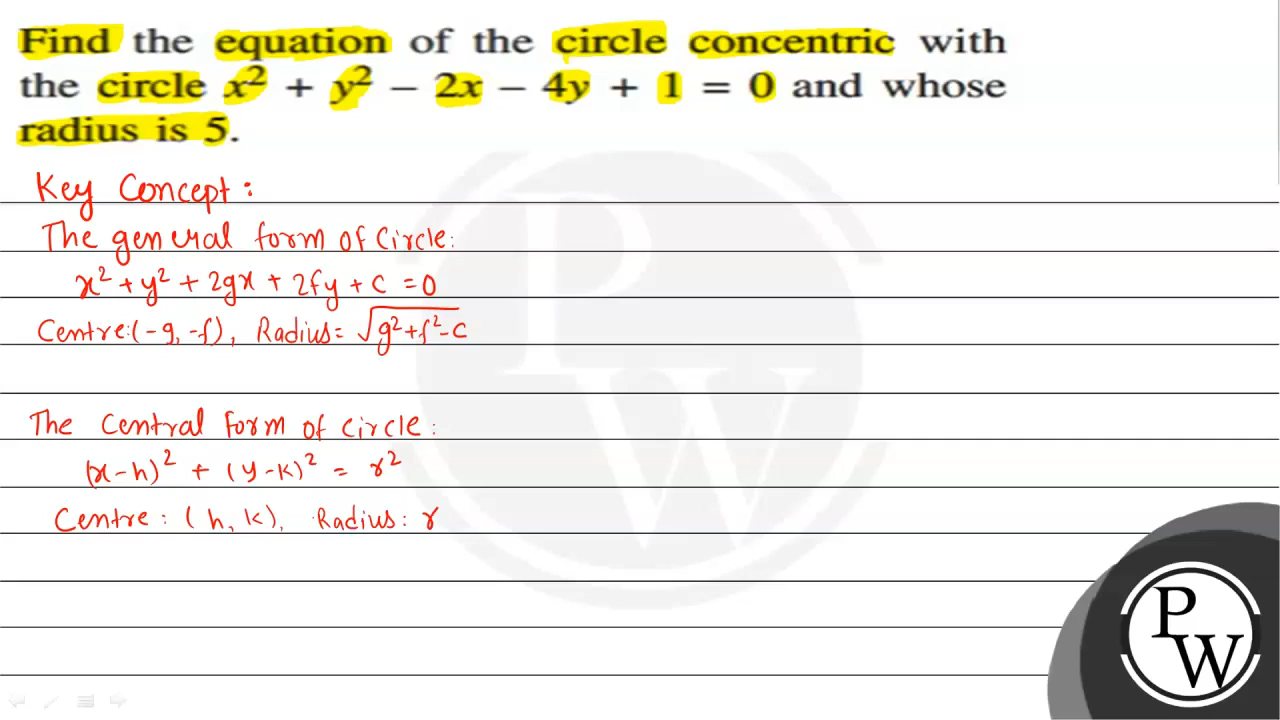 Find the equation of the circle concentric with
the circle x² + y² − 2x − 4y + 1 = 0 and whose
radius is 5.
Key Concept:
The general form of Circle:
x² + y² + 2gx + 2fy + c = 0
Centre:(-g, -f), Radius= √(g²+f²-c)
The Central form of circle:
(x-h)² + (y-k)² = r²
Centre: (h, k), Radius: r
P
W
P
W